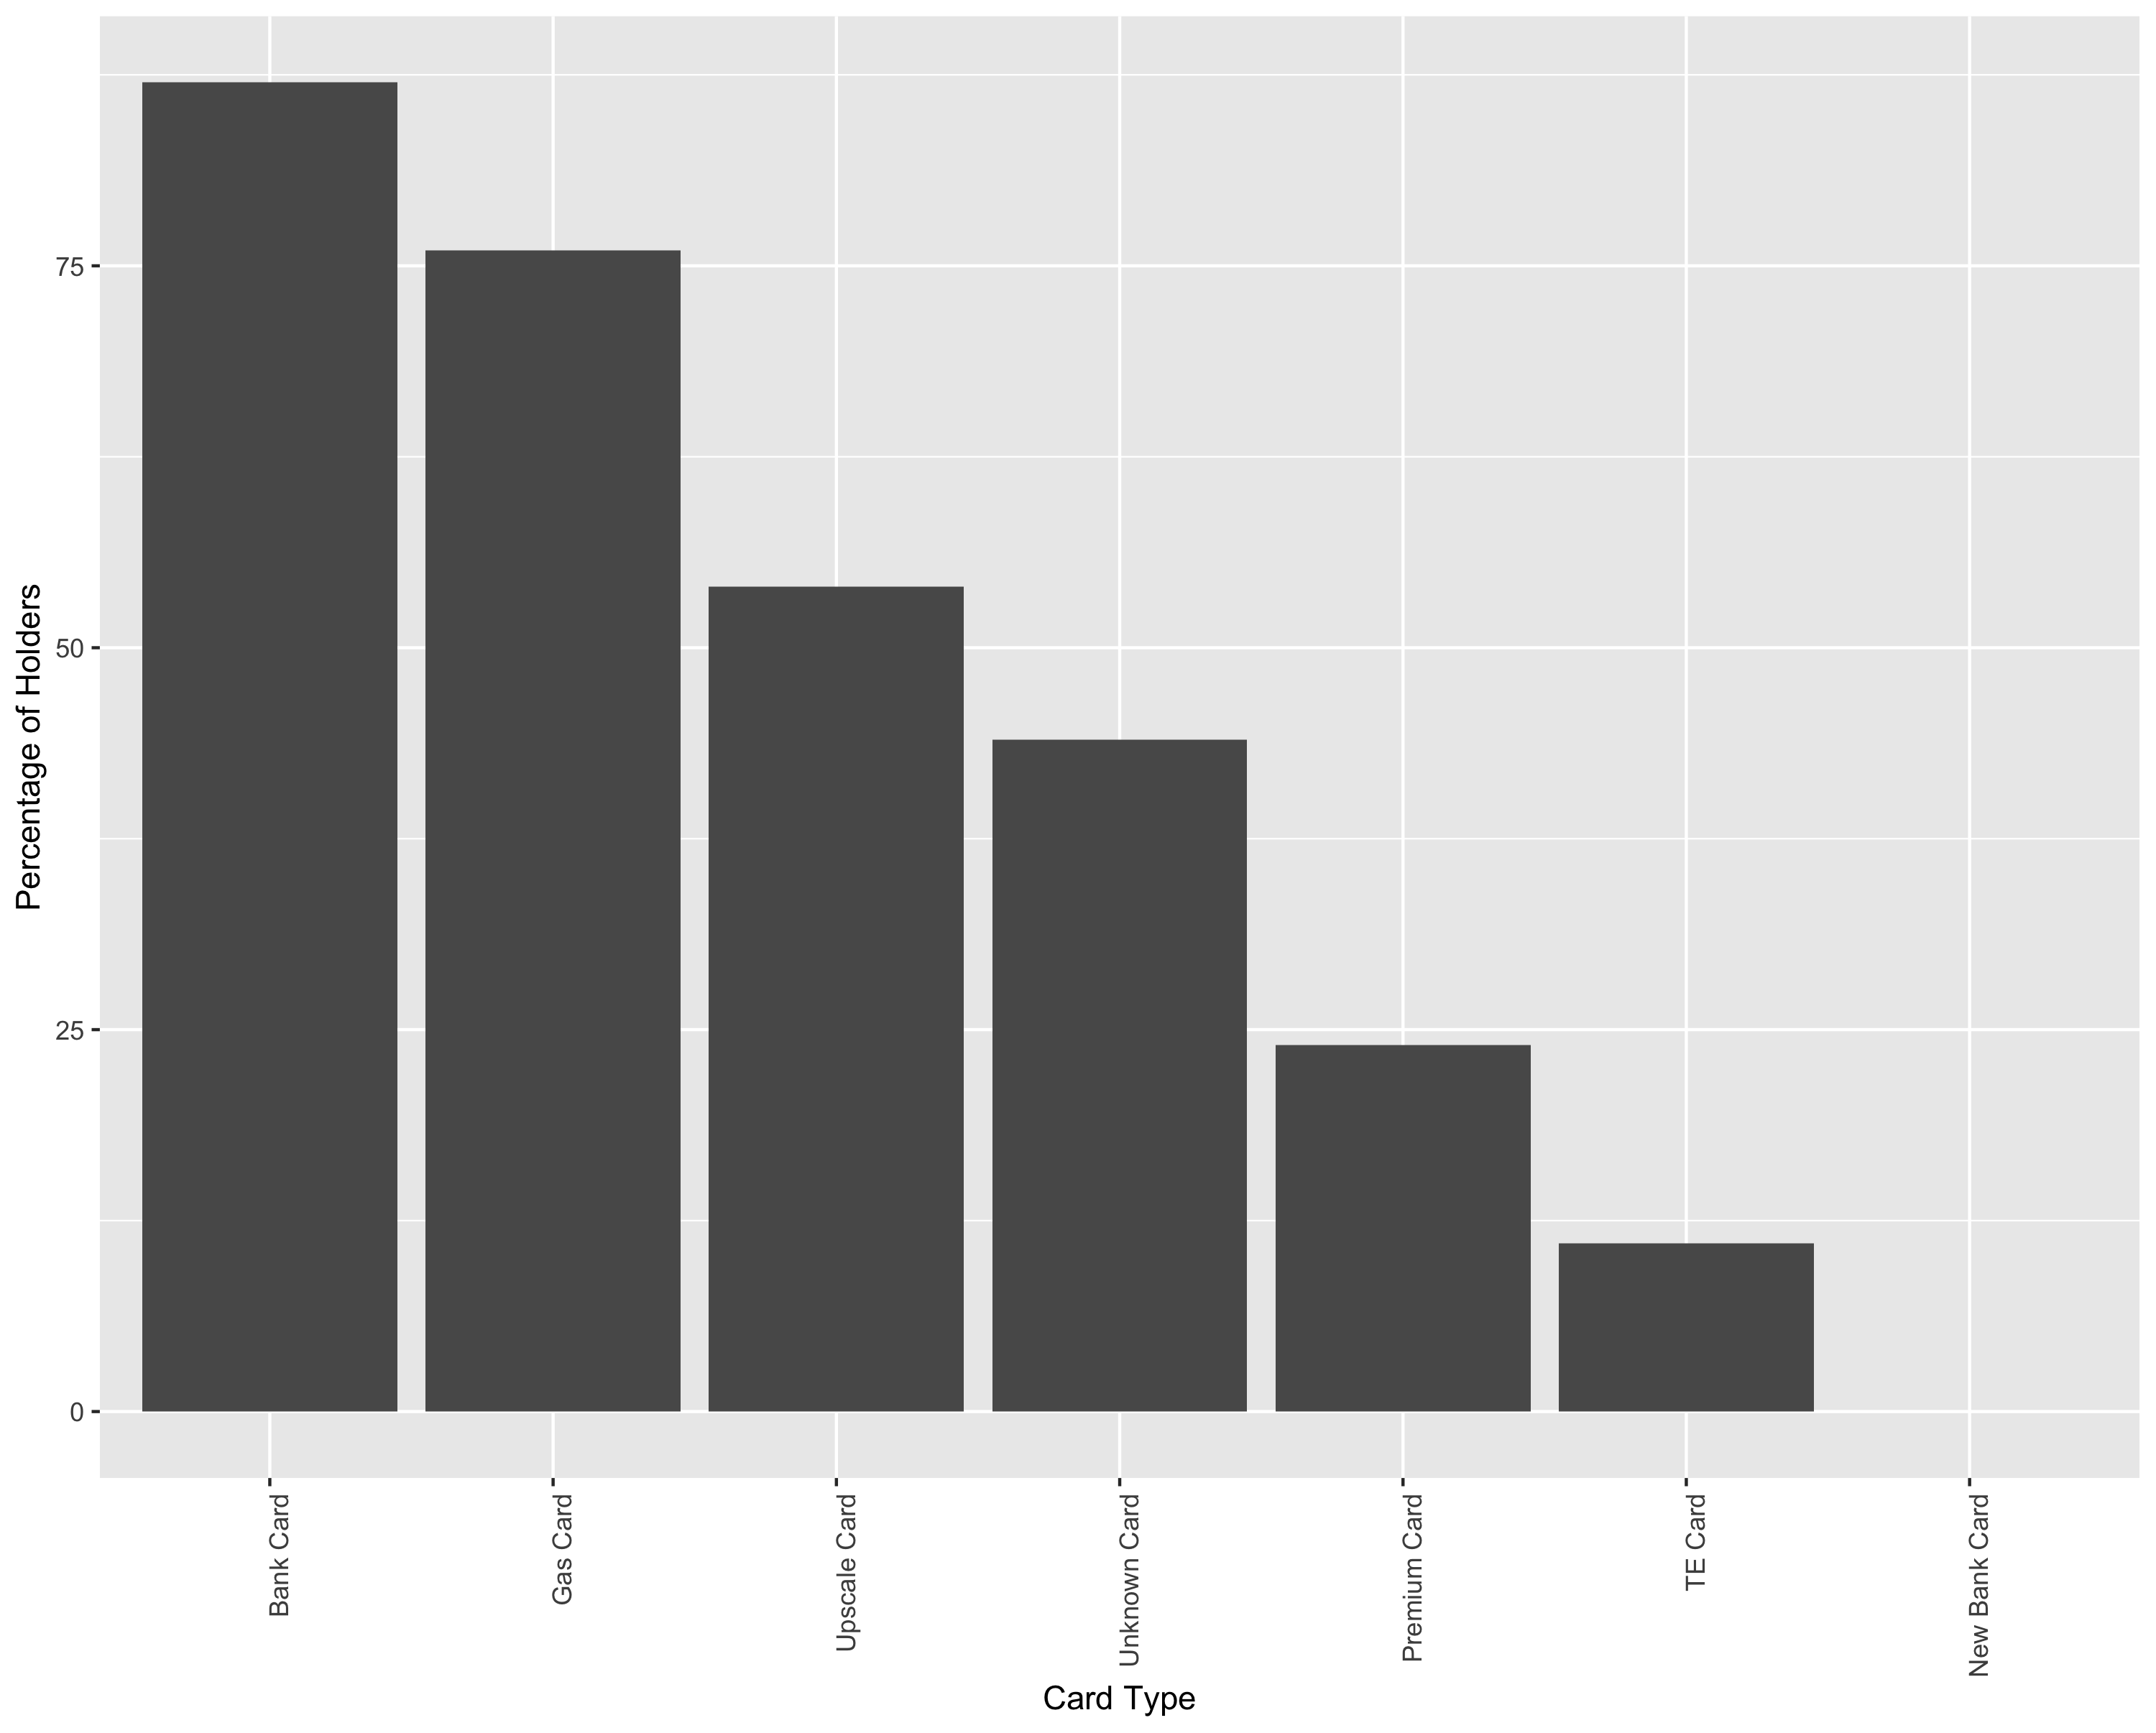 Percentage of Holders
75
50
25
0
Bank Card
Gas Card
Upscale Card
Unknown Card
Premium Card
TE Card
New Bank Card
Card Type